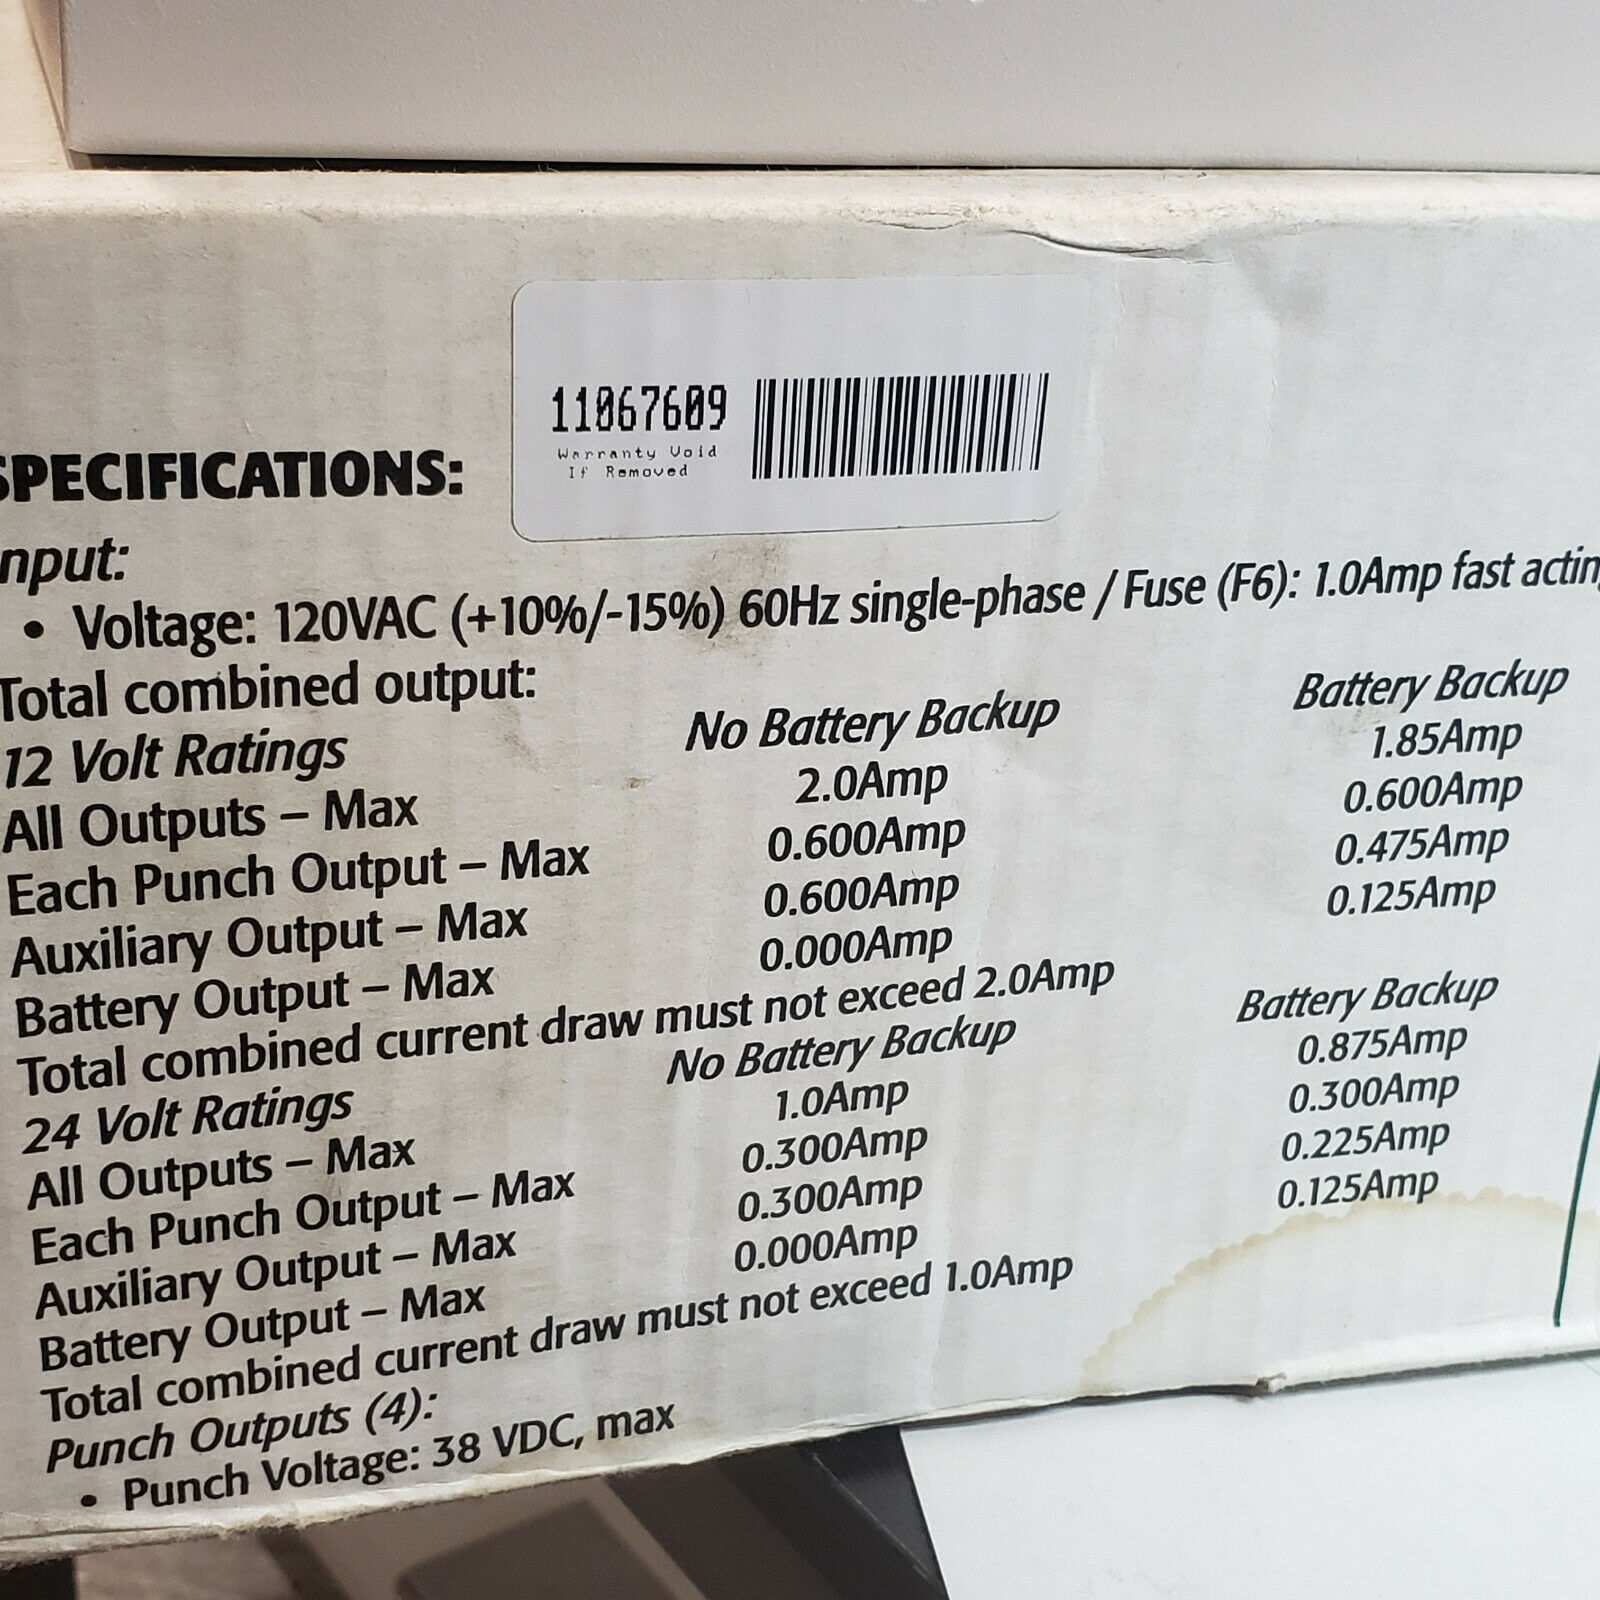 11067609
Warranty Void
If Removed
SPECIFICATIONS:
nput:
• Voltage: 120VAC (+10%/-15%) 60Hz single-phase / Fuse (F6): 1.0Amp fast actin
Total combined output:
12 Volt Ratings No Battery Backup Battery Backup
All Outputs – Max 2.0Amp 1.85Amp
Each Punch Output – Max 0.600Amp 0.600Amp
Auxiliary Output – Max 0.600Amp 0.475Amp
Battery Output – Max 0.000Amp 0.125Amp
Total combined current draw must not exceed 2.0Amp
24 Volt Ratings No Battery Backup Battery Backup
All Outputs – Max 1.0Amp 0.875Amp
Each Punch Output – Max 0.300Amp 0.300Amp
Auxiliary Output – Max 0.300Amp 0.225Amp
Battery Output – Max 0.000Amp 0.125Amp
Total combined current draw must not exceed 1.0Amp
Punch Outputs (4):
• Punch Voltage: 38 VDC, max